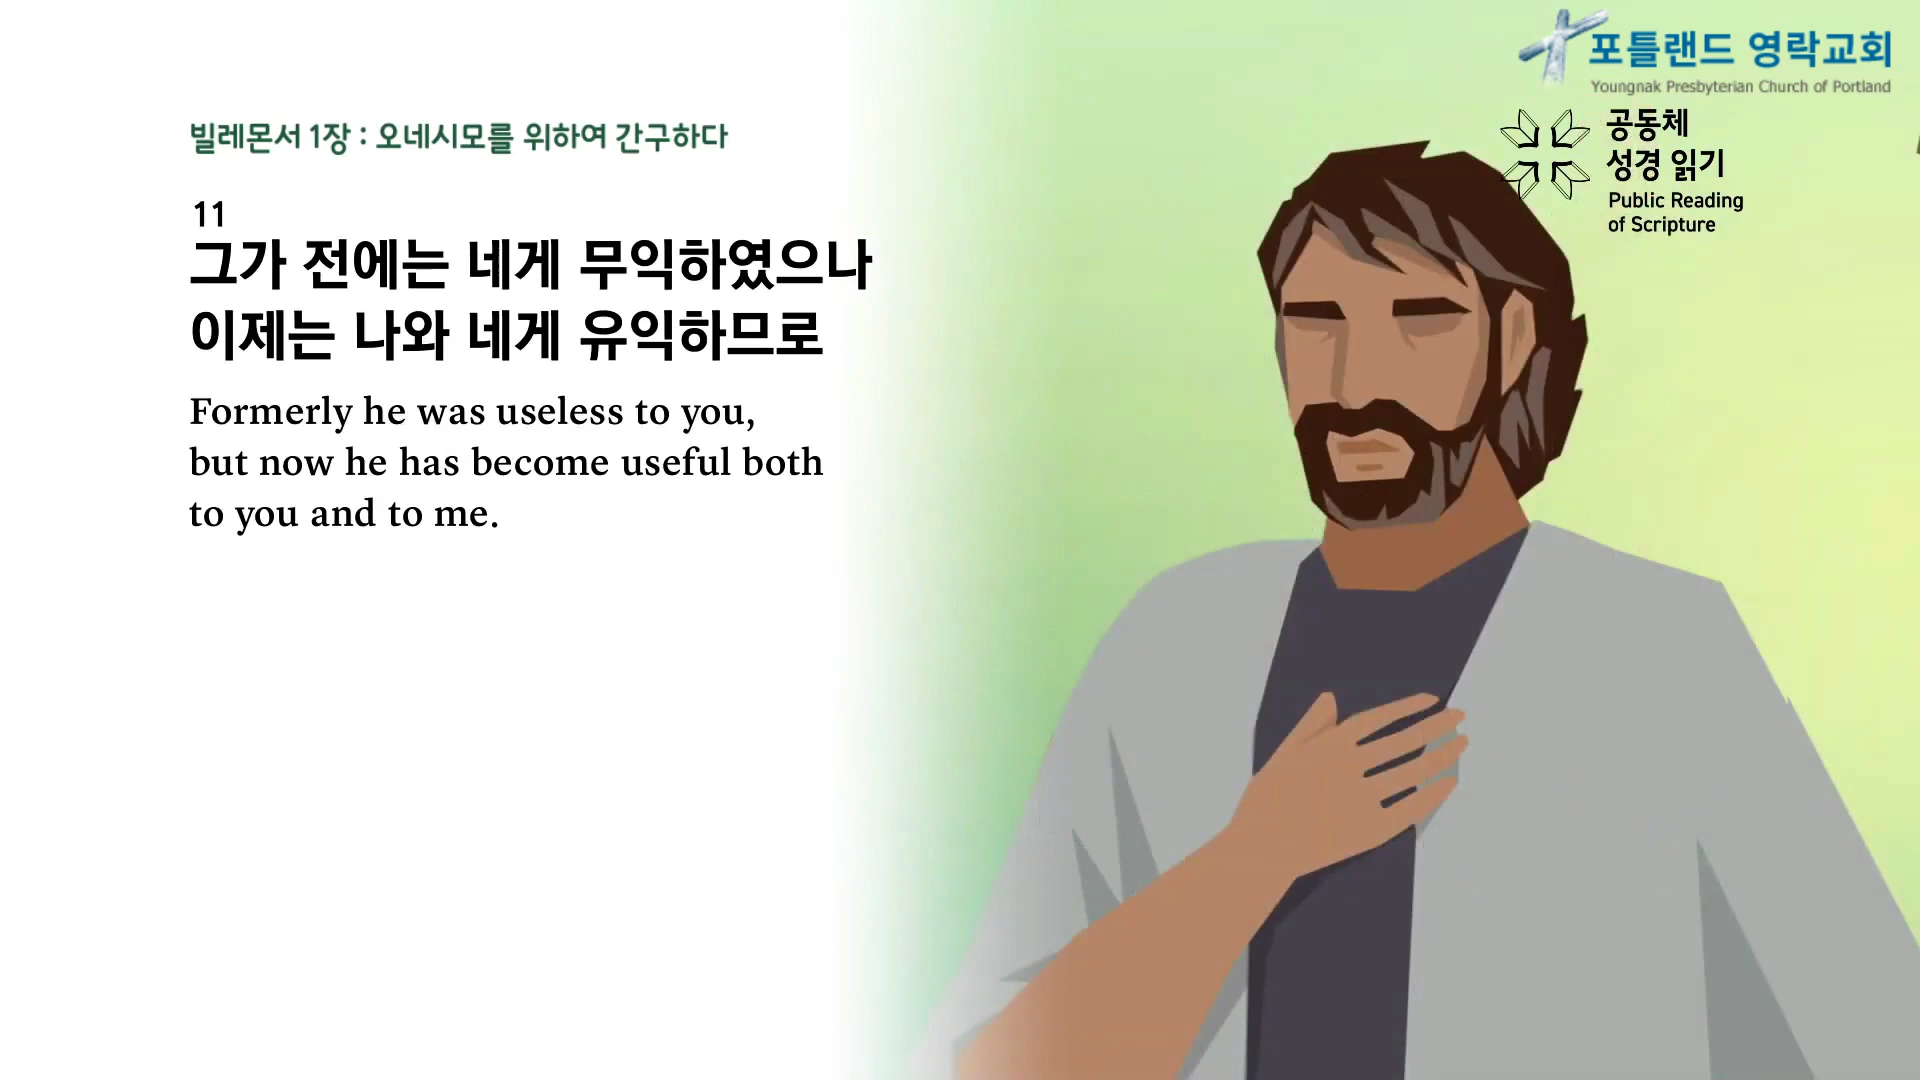 포틀랜드 영락교회
Youngnak Presbyterian Church of Portland
공동체
성경 읽기
Public Reading
of Scripture
빌레몬서 1장 : 오네시모를 위하여 간구하다
11
그가 전에는 네게 무익하였으나
이제는 나와 네게 유익하므로
Formerly he was useless to you,
but now he has become useful both
to you and to me.